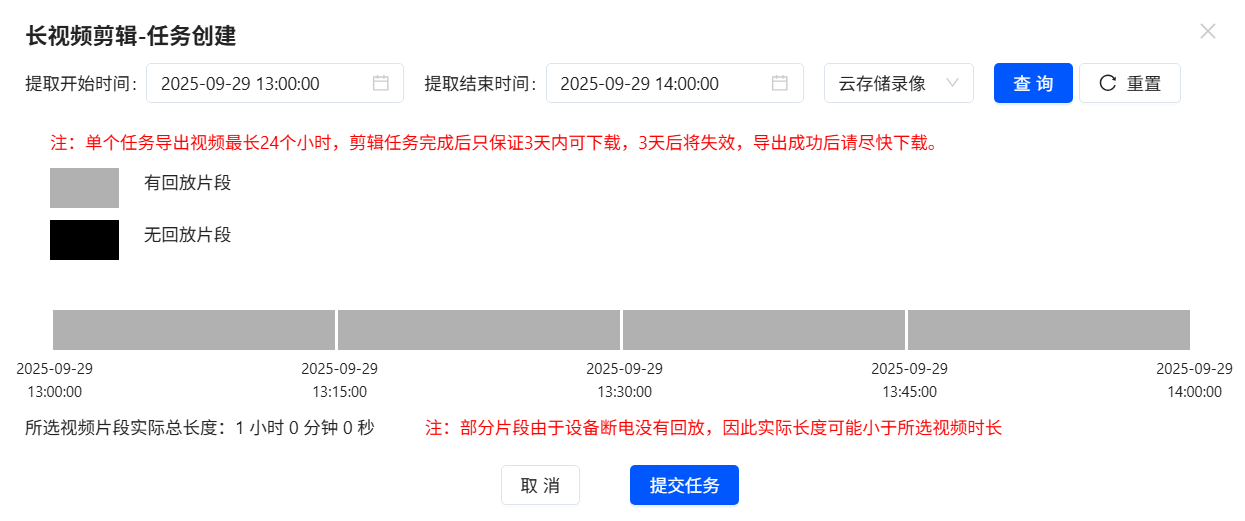 长视频剪辑-任务创建
提取开始时间： 2025-09-29 13:00:00 提取结束时间： 2025-09-29 14:00:00 云存储录像 查 询 重置
注：单个任务导出视频最长24个小时，剪辑任务完成后只保证3天内可下载，3天后将失效，导出成功后请尽快下载。
有回放片段
无回放片段
2025-09-29 2025-09-29 2025-09-29 2025-09-29 2025-09-29
13:00:00 13:15:00 13:30:00 13:45:00 14:00:00
所选视频片段实际总长度：1 小时 0 分钟 0 秒 注：部分片段由于设备断电没有回放，因此实际长度可能小于所选视频时长
取 消 提交任务